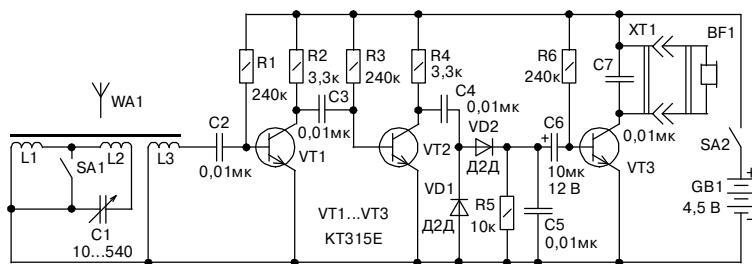 XT1
BF1
R1
R2
R3
R4
R6
3,3к
240к
3,3к
240к
C7
WA1
240к
C3
C4
0,01мк
C2
0,01мк
VD2
C6
0,01мк
SA2
L1
L2
L3
VT1
VT2
+
VT3
SA1
0,01мк
Д2Д
10мк
12 В
GB1
+
VD1
R5
4,5 В
C1
VT1...VT3
Д2Д
10к
C5
10...540
КТ315Е
0,01мк